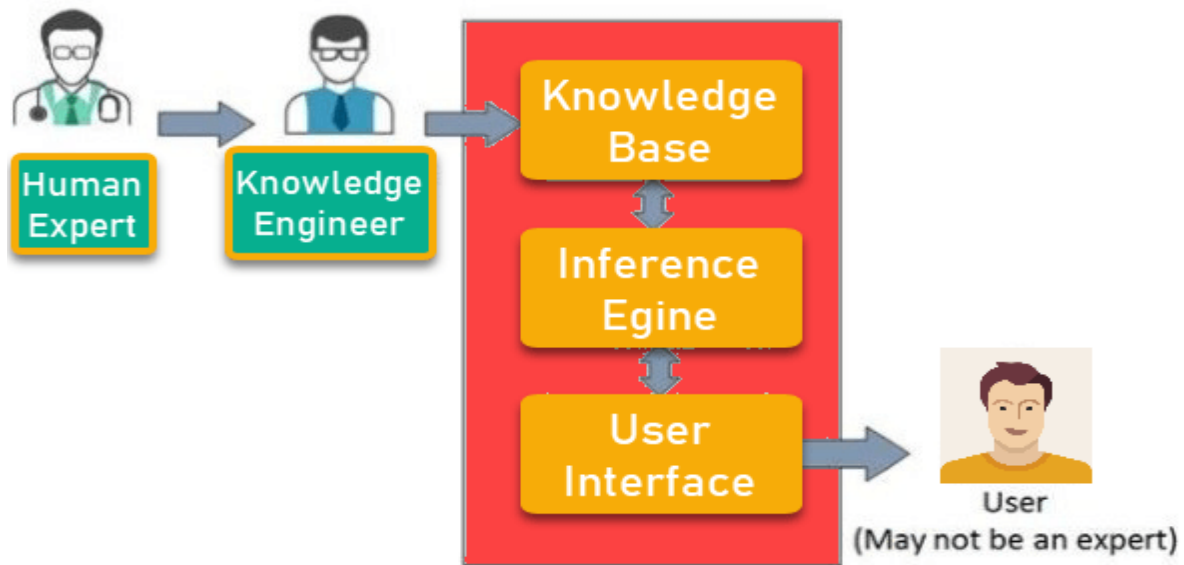 Human
Expert
Knowledge
Engineer
Knowledge
Base
Inference
Egine
User
Interface
User
(May not be an expert)